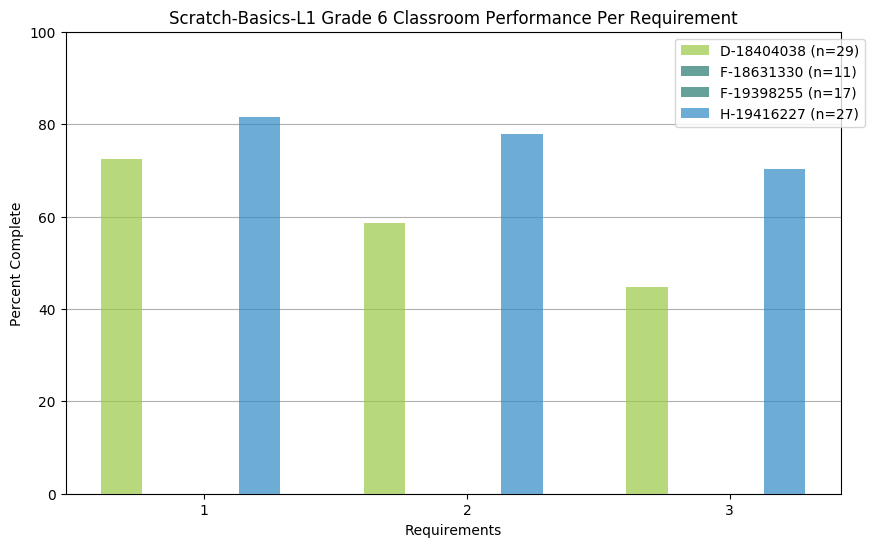 Scratch-Basics-L1 Grade 6 Classroom Performance Per Requirement
D-18404038 (n=29)
F-18631330 (n=11)
F-19398255 (n=17)
H-19416227 (n=27)
Percent Complete
100
80
60
40
20
0
1
2
3
Requirements